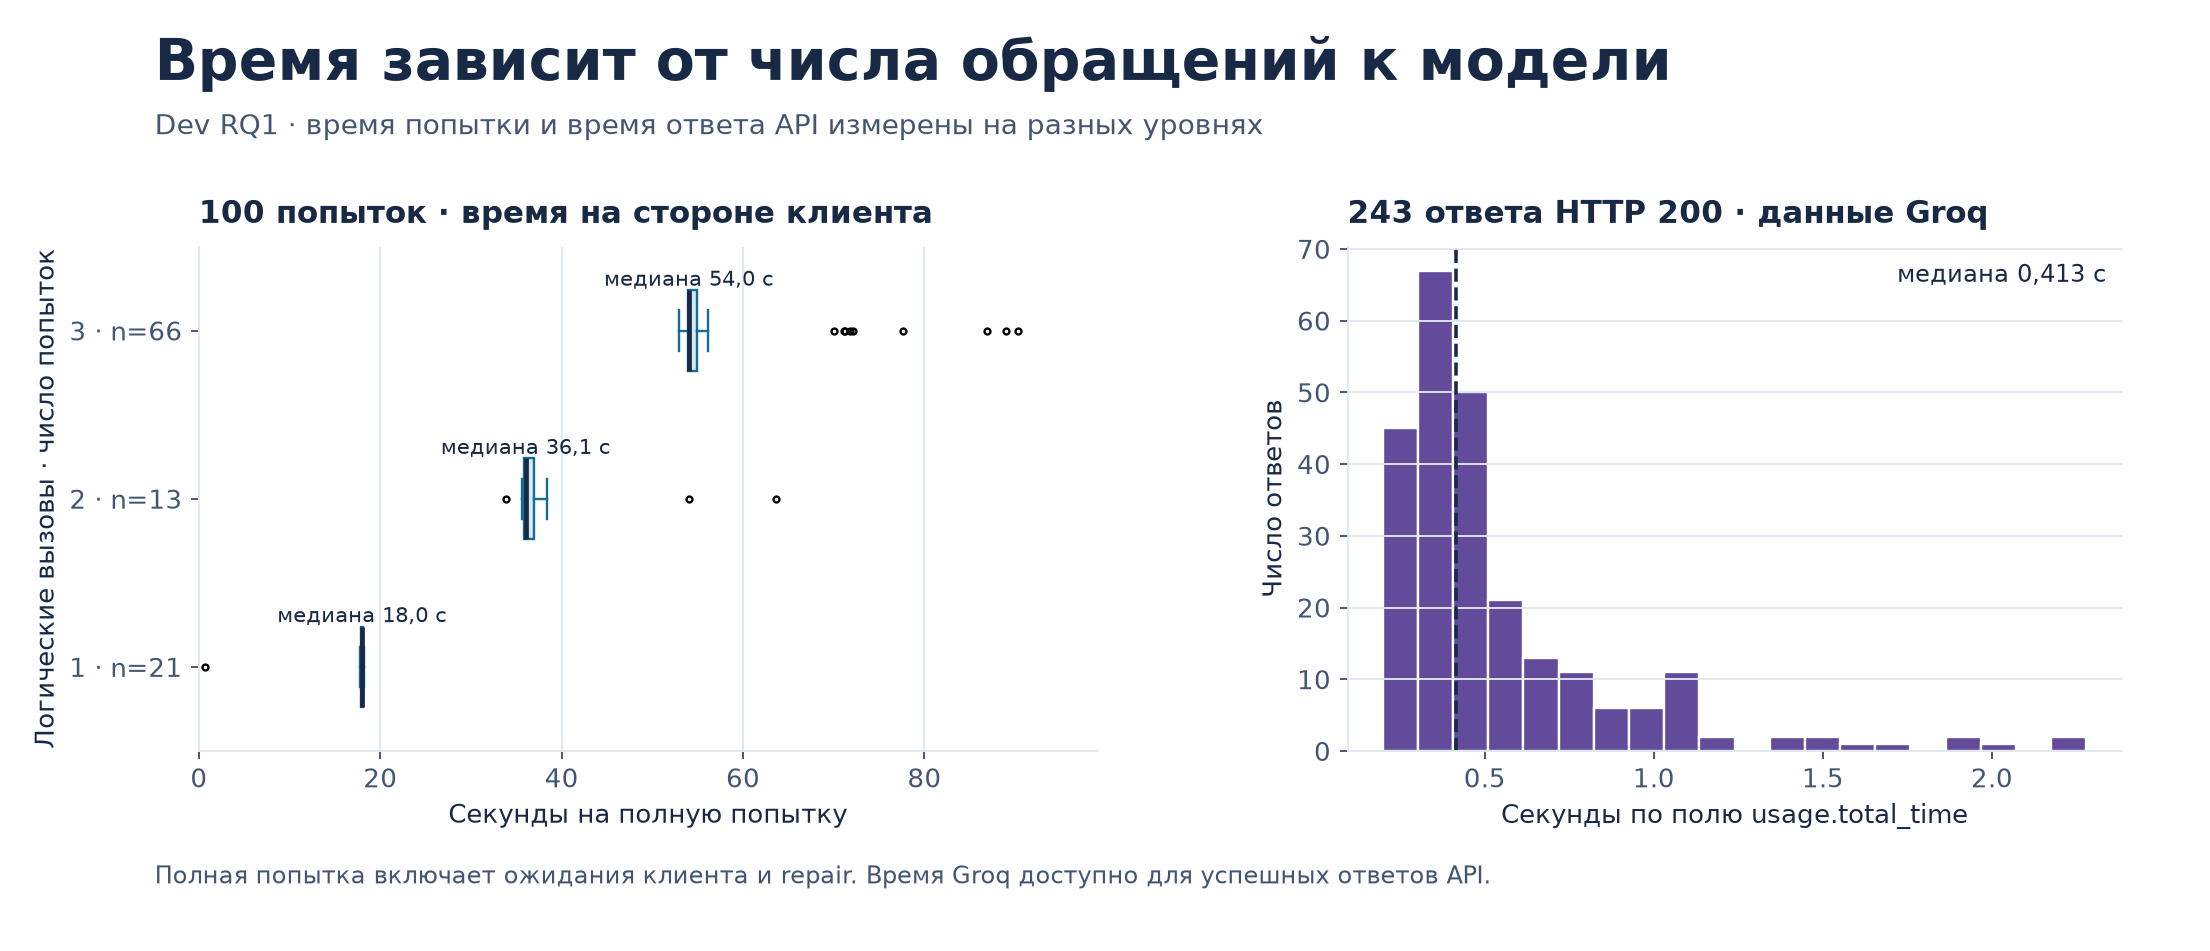 Время зависит от числа обращений к модели
Dev RQ1 · время попытки и время ответа API измерены на разных уровнях
100 попыток · время на стороне клиента
Логические вызовы · число попыток
3 · n=66
2 · n=13
1 · n=21
медиана 54,0 с
медиана 36,1 с
медиана 18,0 с
0 20 40 60 80
Секунды на полную попытку
243 ответа HTTP 200 · данные Groq
Число ответов
70
60
50
40
30
20
10
0
медиана 0,413 с
0.5 1.0 1.5 2.0
Секунды по полю usage.total_time
Полная попытка включает ожидания клиента и repair. Время Groq доступно для успешных ответов API.